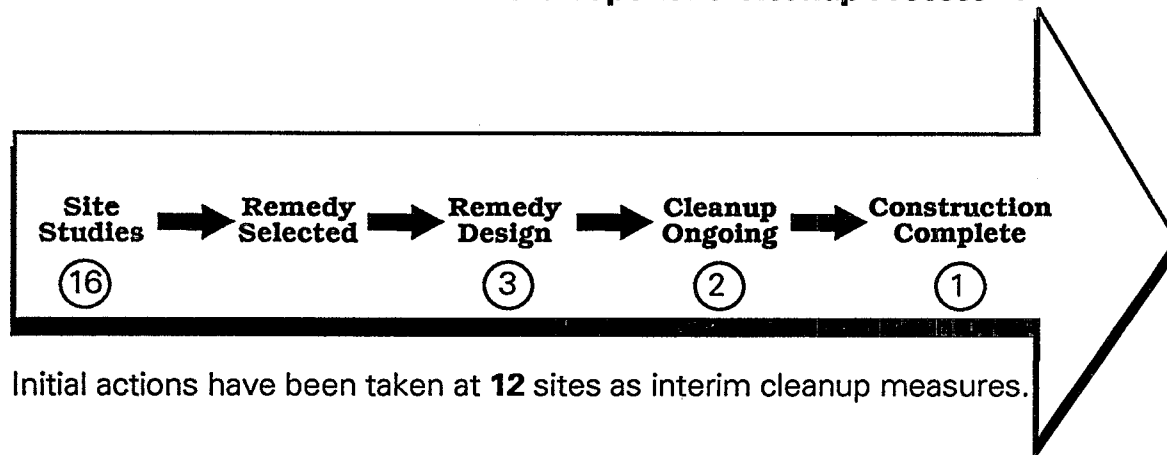 Site Studies
16
Remedy Selected
Remedy Design
3
Cleanup Ongoing
2
Construction Complete
1
Initial actions have been taken at 12 sites as interim cleanup measures.